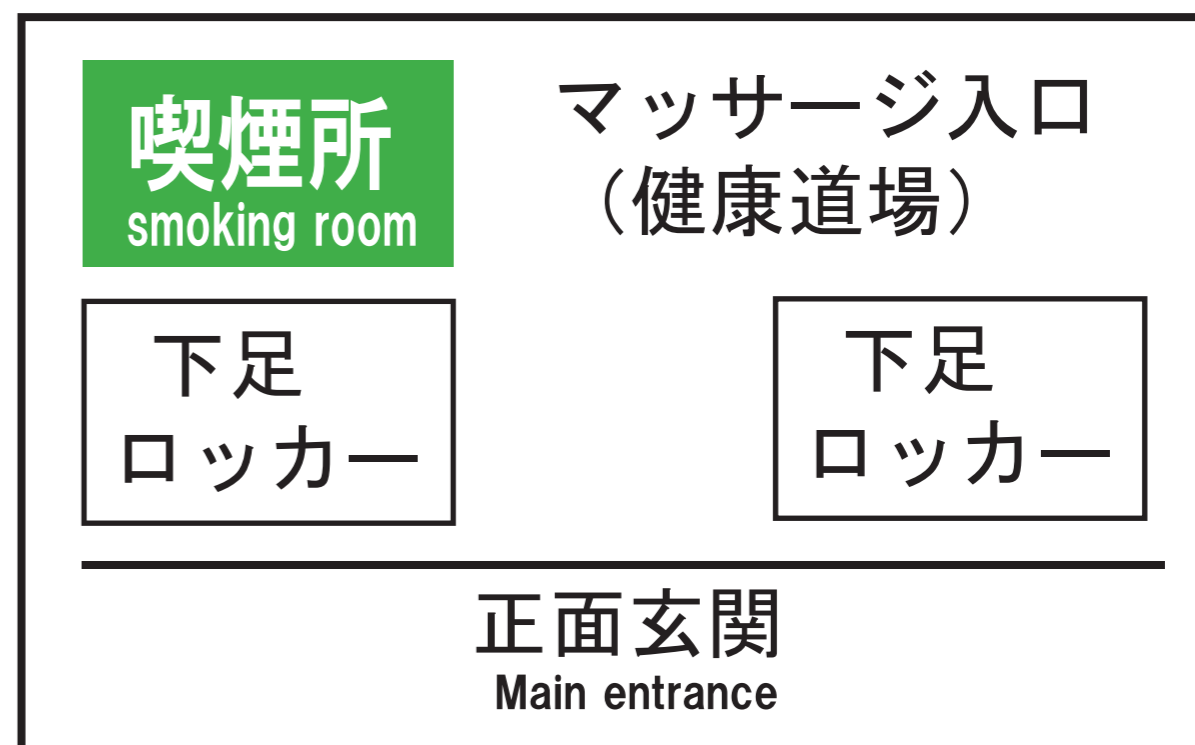 喫煙所
smoking room
マッサージ入口
（健康道場）
下足
ロッカー
下足
ロッカー
正面玄関
Main entrance